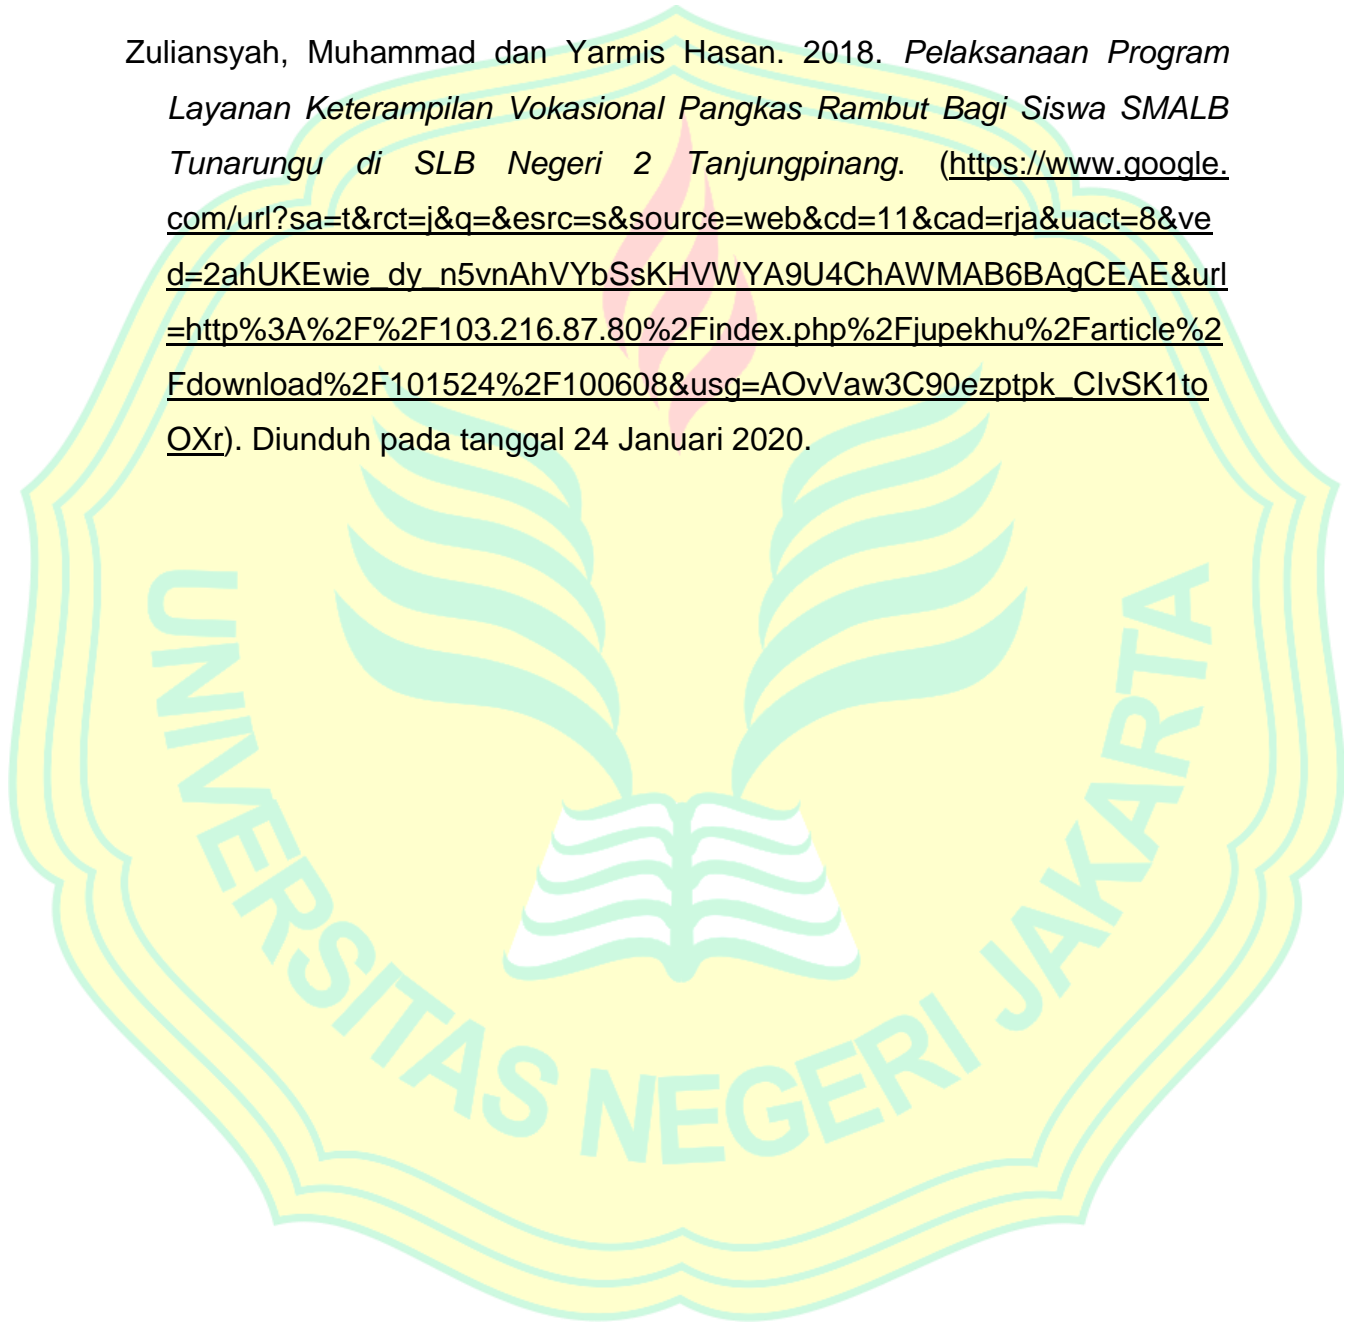 Zuliansyah, Muhammad dan Yarmis Hasan. 2018. Pelaksanaan Program
Layanan Keterampilan Vokasional Pangkas Rambut Bagi Siswa SMALB
Tunarungu di SLB Negeri 2 Tanjungpinang. (https://www.google.
com/url?sa=t&rct=j&q=&esrc=s&source=web&cd=11&cad=rja&uact=8&ve
d=2ahUKEwie_dy_n5vnAhVYbSsKHVWYA9U4ChAWMAB6BAgCEAE&url
=http%3A%2F%2F103.216.87.80%2Findex.php%2Fjupekhu%2Farticle%2
Fdownload%2F101524%2F100608&usg=AOvVaw3C90ezptpk_CIvSK1to
OXr). Diunduh pada tanggal 24 Januari 2020.
UNIVERSITAS NEGERI JAKARTA